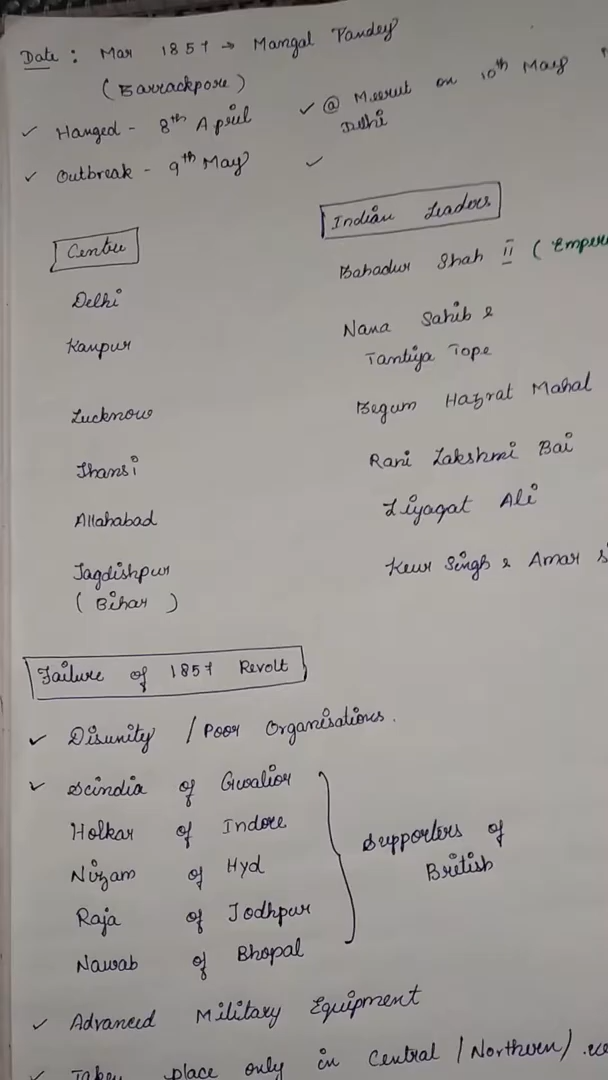 Date : Mar 1857 → Mangal Pandey
(Barrackpore)
✓ Hanged - 8th April
✓ @ Meerut on 10th May
Delhi
✓ Outbreak - 9th May
✓
Centre
Indian Leaders
Delhi
Bahadur Shah II (Emper
Kanpur
Nana Sahib &
Tantiya Tope
Lucknow
Begum Hazrat Mahal
Jhansi
Rani Lakshmi Bai
Allahabad
Liyaqat Ali
Jagdishpur
(Bihar)
Keur Singh & Amar S
Failure of 1857 Revolt
✓ Disunity / Poor Organisations.
✓ Scindia of Gwalior
Holkar of Indore
Nizam of Hyd
Raja of Jodhpur
Nawab of Bhopal
Supporters of
British
✓ Advanced Military Equipment
✓ Taken place only in Central / Northern /